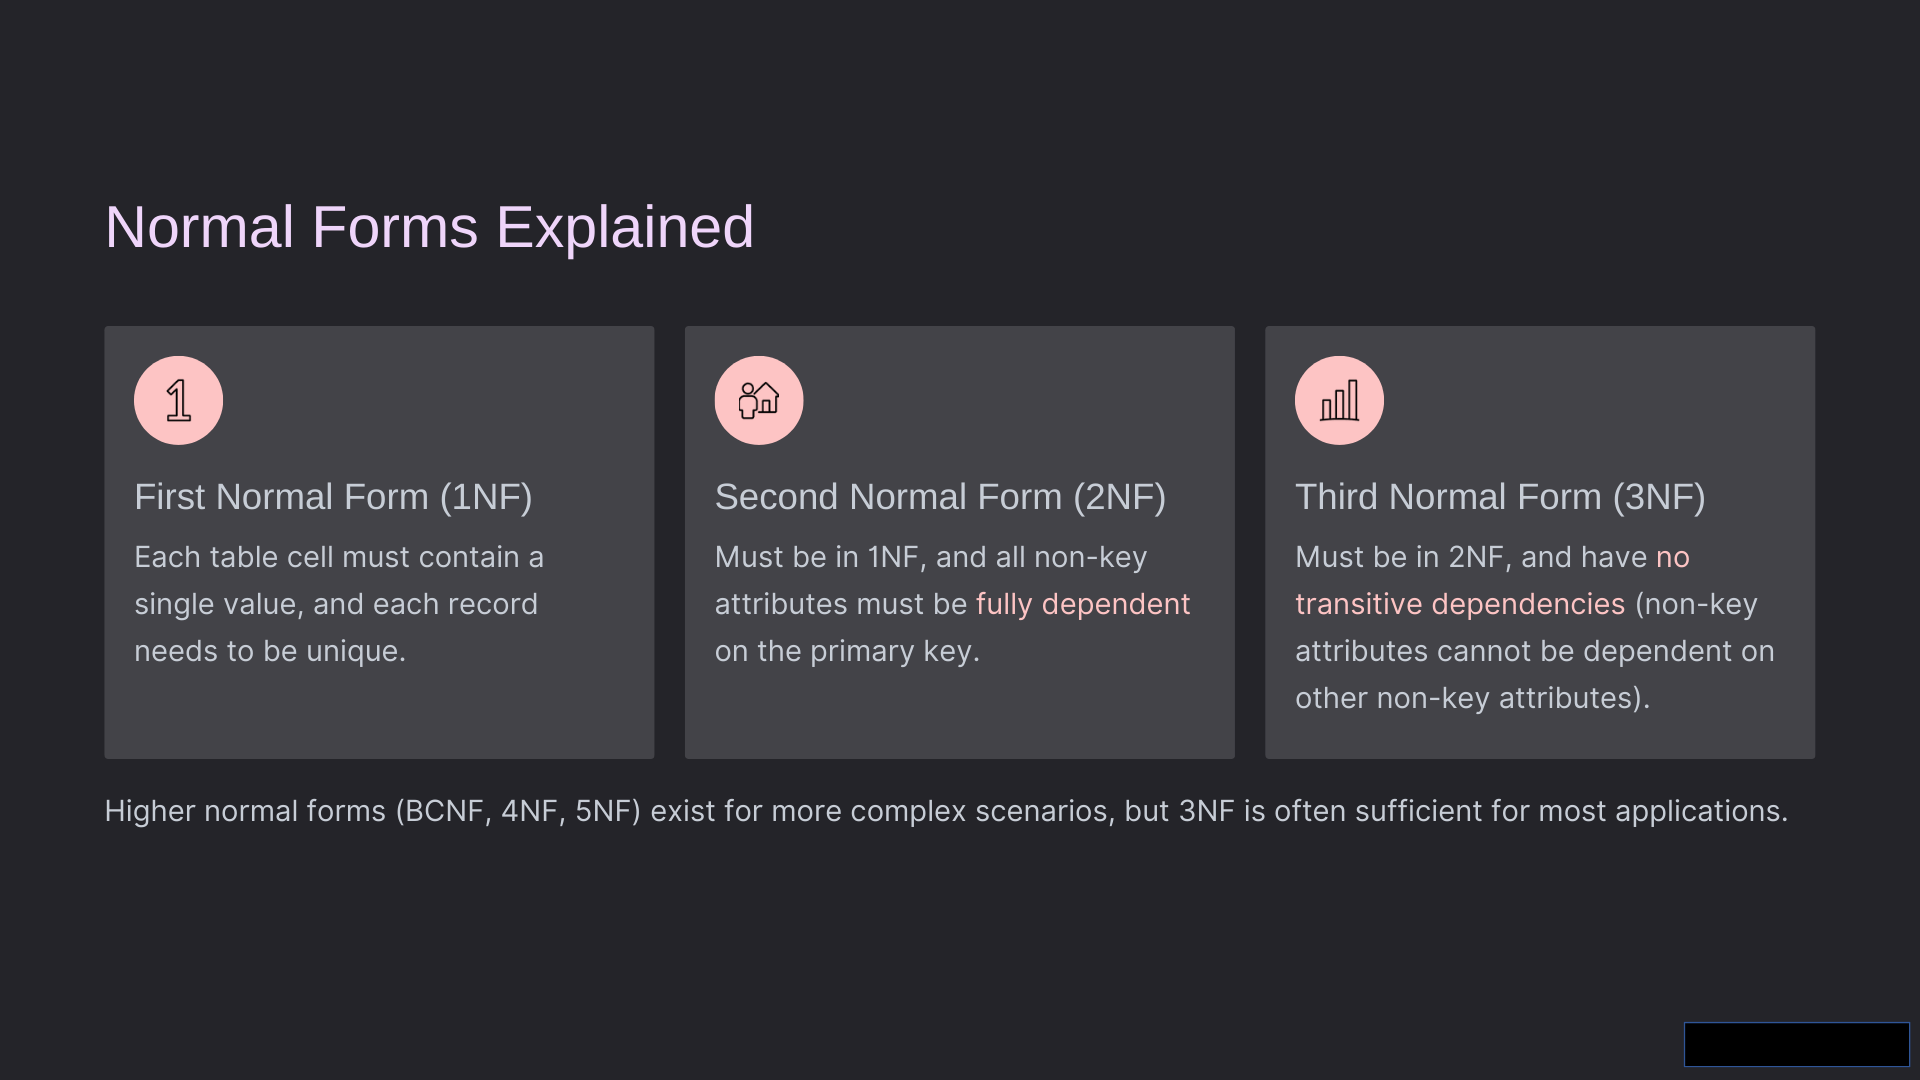 Normal Forms Explained
1
First Normal Form (1NF)
Each table cell must contain a
single value, and each record
needs to be unique.
Second Normal Form (2NF)
Must be in 1NF, and all non-key
attributes must be fully dependent
on the primary key.
Third Normal Form (3NF)
Must be in 2NF, and have no
transitive dependencies (non-key
attributes cannot be dependent on
other non-key attributes).
Higher normal forms (BCNF, 4NF, 5NF) exist for more complex scenarios, but 3NF is often sufficient for most applications.